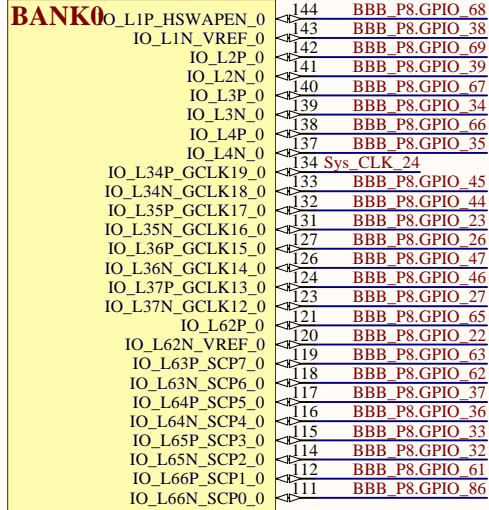 BANK0
IO_L1P_HSWAPEN_0 144 BBB_P8.GPIO_68
IO_L1N_VREF_0 143 BBB_P8.GPIO_38
IO_L2P_0 142 BBB_P8.GPIO_69
IO_L2N_0 141 BBB_P8.GPIO_39
IO_L3P_0 140 BBB_P8.GPIO_67
IO_L3N_0 139 BBB_P8.GPIO_34
IO_L4P_0 138 BBB_P8.GPIO_66
IO_L4N_0 137 BBB_P8.GPIO_35
IO_L34P_GCLK19_0 134 Sys_CLK_24
IO_L34N_GCLK18_0 133 BBB_P8.GPIO_45
IO_L35P_GCLK17_0 132 BBB_P8.GPIO_44
IO_L35N_GCLK16_0 131 BBB_P8.GPIO_23
IO_L36P_GCLK15_0 127 BBB_P8.GPIO_26
IO_L36N_GCLK14_0 126 BBB_P8.GPIO_47
IO_L37P_GCLK13_0 124 BBB_P8.GPIO_46
IO_L37N_GCLK12_0 123 BBB_P8.GPIO_27
IO_L62P_0 121 BBB_P8.GPIO_65
IO_L62N_VREF_0 120 BBB_P8.GPIO_22
IO_L63P_SCP7_0 119 BBB_P8.GPIO_63
IO_L63N_SCP6_0 118 BBB_P8.GPIO_62
IO_L64P_SCP5_0 117 BBB_P8.GPIO_37
IO_L64N_SCP4_0 116 BBB_P8.GPIO_36
IO_L65P_SCP3_0 115 BBB_P8.GPIO_33
IO_L65N_SCP2_0 114 BBB_P8.GPIO_32
IO_L66P_SCP1_0 112 BBB_P8.GPIO_61
IO_L66N_SCP0_0 111 BBB_P8.GPIO_86